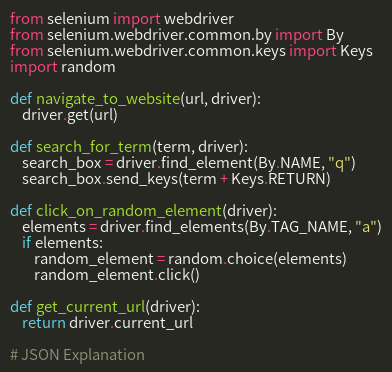 from selenium import webdriver
from selenium.webdriver.common.by import By
from selenium.webdriver.common.keys import Keys
import random

def navigate_to_website(url, driver):
    driver.get(url)

def search_for_term(term, driver):
    search_box = driver.find_element(By.NAME, "q")
    search_box.send_keys(term + Keys.RETURN)

def click_on_random_element(driver):
    elements = driver.find_elements(By.TAG_NAME, "a")
    if elements:
        random_element = random.choice(elements)
        random_element.click()

def get_current_url(driver):
    return driver.current_url

# JSON Explanation